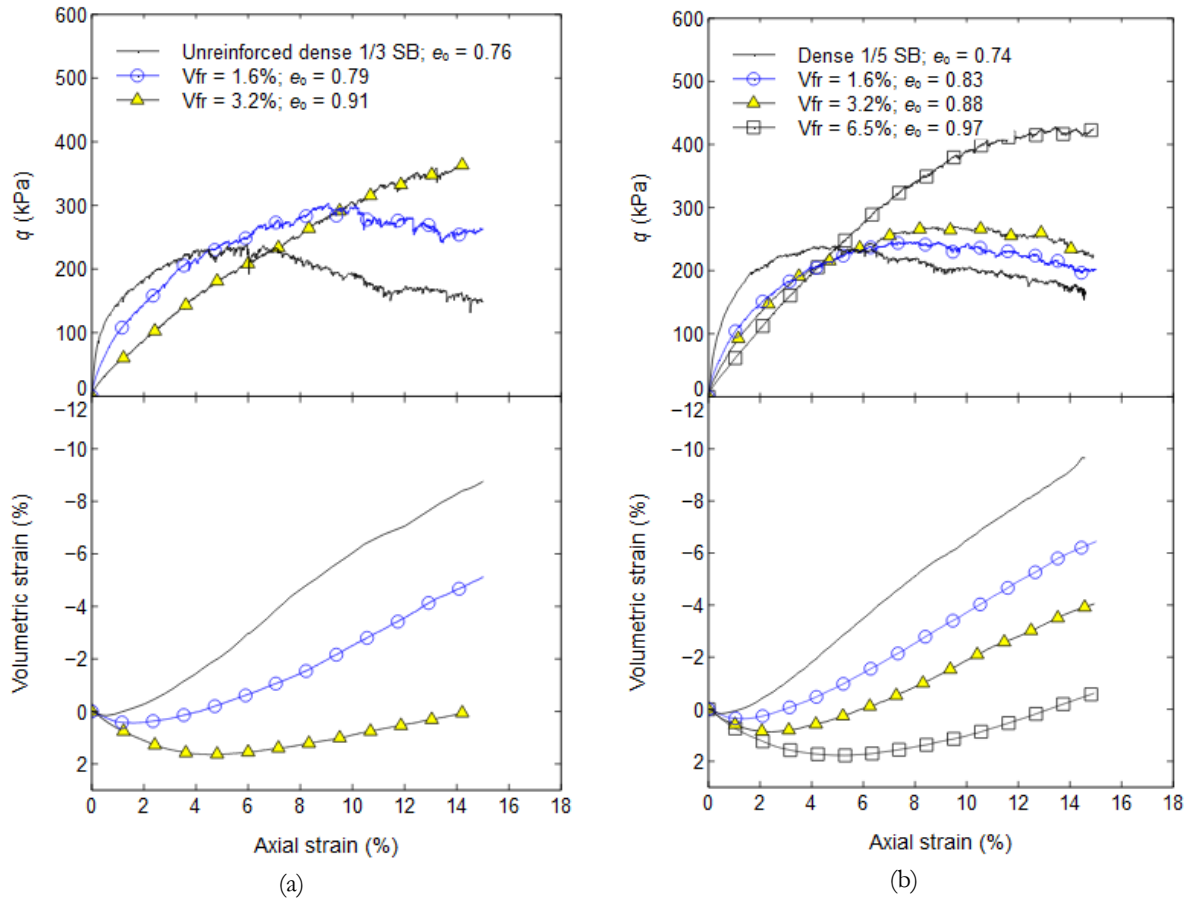 600
500
400
300
200
100
0
q (kPa)
Unreinforced dense 1/3 SB; e₀ = 0.76
Vfr = 1.6%; e₀ = 0.79
Vfr = 3.2%; e₀ = 0.91
−12
−10
−8
−6
−4
−2
0
2
Volumetric strain (%)
0 2 4 6 8 10 12 14 16 18
Axial strain (%)
(a)
600
500
400
300
200
100
0
q (kPa)
Dense 1/5 SB; e₀ = 0.74
Vfr = 1.6%; e₀ = 0.83
Vfr = 3.2%; e₀ = 0.88
Vfr = 6.5%; e₀ = 0.97
−12
−10
−8
−6
−4
−2
0
2
Volumetric strain (%)
0 2 4 6 8 10 12 14 16 18
Axial strain (%)
(b)